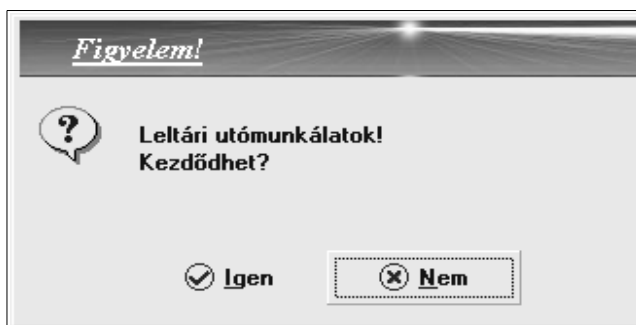 Figyelem!
Leltári utómunkálatok!
Kezdődhet?
Igen
Nem